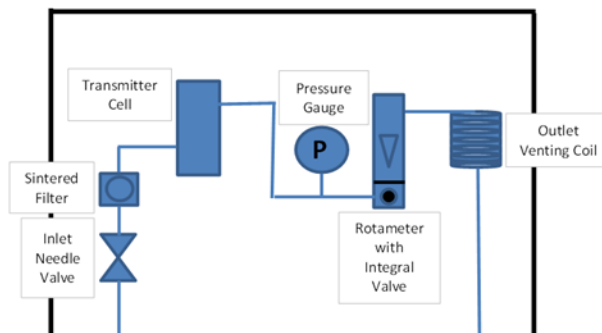 Transmitter
Cell
Pressure
Gauge
P
Outlet
Venting Coil
Sintered
Filter
Inlet
Needle
Valve
Rotameter
with
Integral
Valve